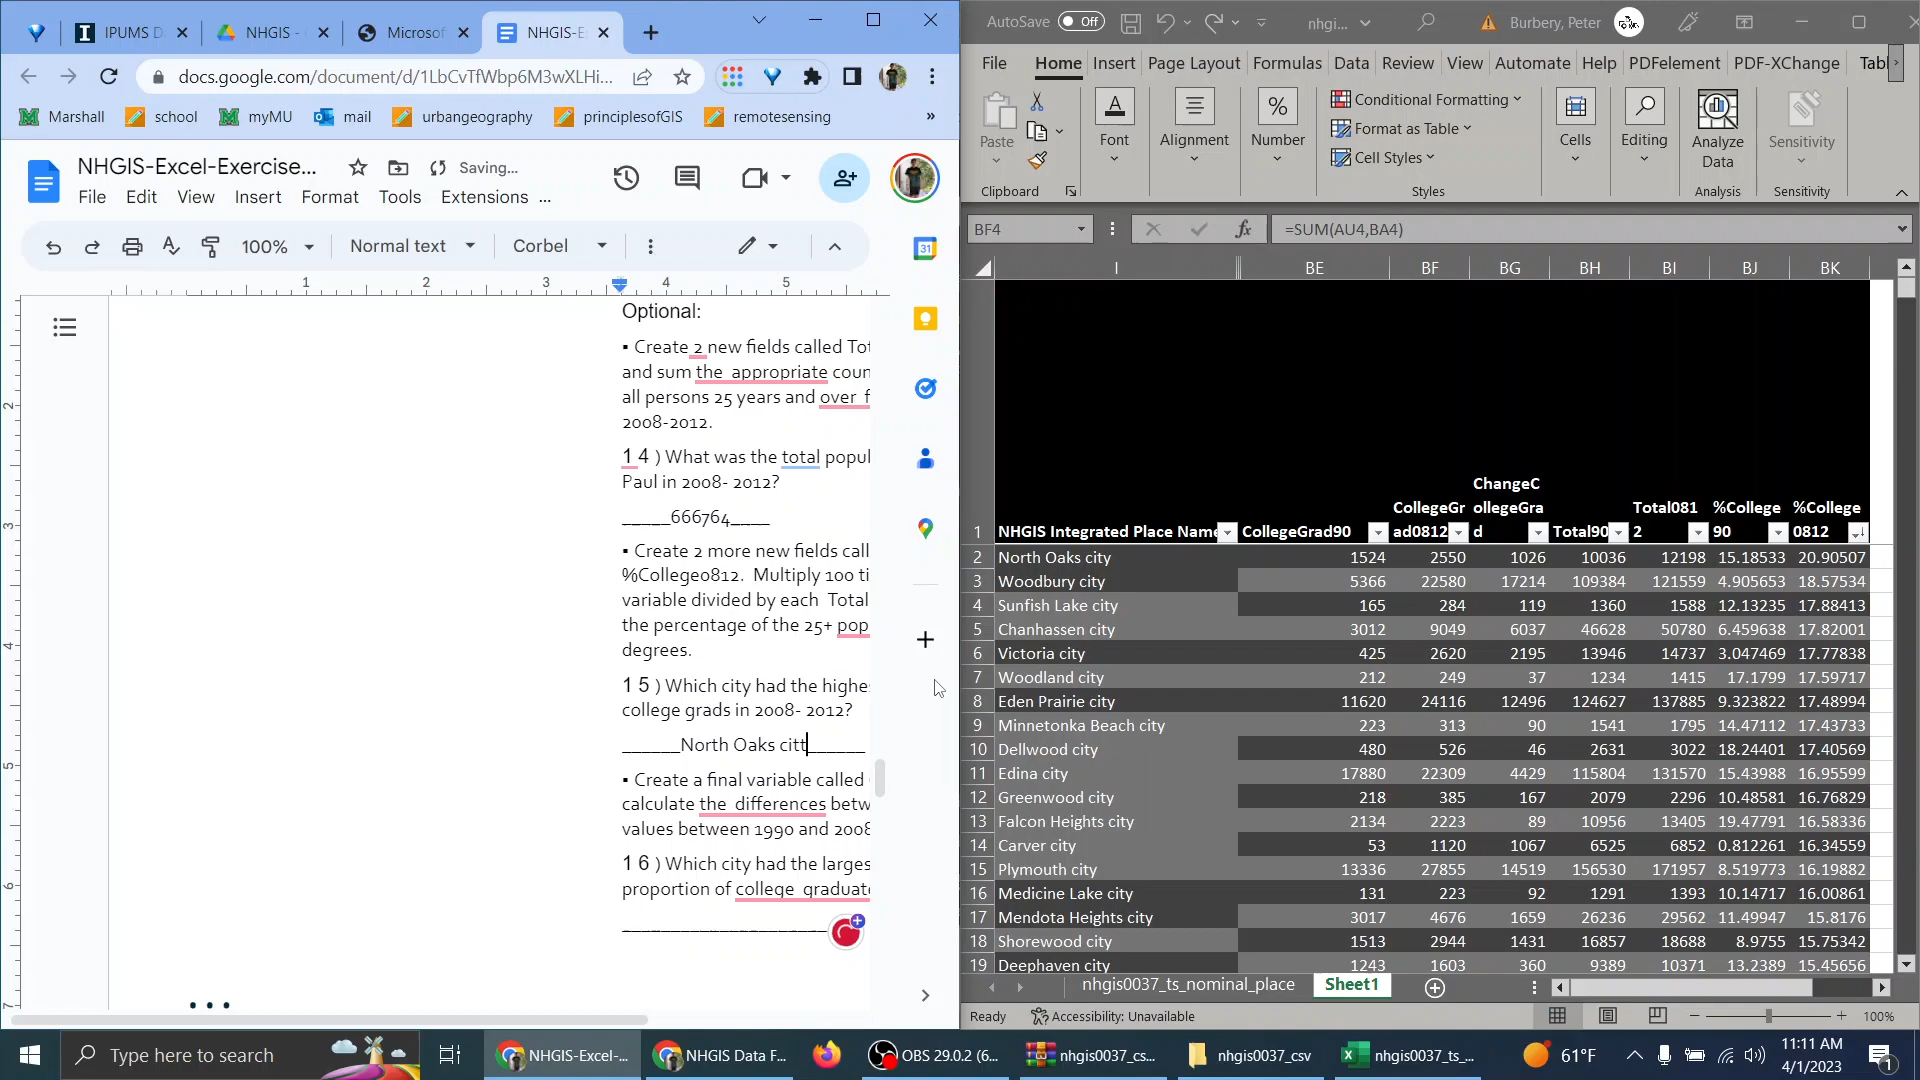 IPUMS D
NHGIS -
Microsof
NHGIS-E
docs.google.com/document/d/1LbCvTfWbp6M3wXLHi...
Marshall
school
myMU
mail
urbangeography
principlesofGIS
remotesensing
»
NHGIS-Excel-Exercise...
Saving...
File Edit View Insert Format Tools Extensions ...
100%
Normal text
Corbel
1 2 3 4 5
Optional:
▪ Create 2 new fields called Tot
and sum the appropriate coun
all persons 25 years and over f
2008-2012.
14) What was the total popul
Paul in 2008- 2012?
_____666764____
▪ Create 2 more new fields call
%College0812. Multiply 100 ti
variable divided by each Total
the percentage of the 25+ pop
degrees.
15) Which city had the highes
college grads in 2008- 2012?
______North Oaks citt______
▪ Create a final variable called
calculate the differences betw
values between 1990 and 2008
16) Which city had the larges
proportion of college graduate
_____________________
2
3
4
5
6
7
31
AutoSave Off
nhgi...
Burbery, Peter
File Home Insert Page Layout Formulas Data Review View Automate Help PDFelement PDF-XChange Tabl
Paste
Clipboard
Font
Alignment
Number
Conditional Formatting
Format as Table
Cell Styles
Styles
Cells
Editing
Analyze
Data
Analysis
Sensitivity
Sensitivity
BF4
fx
=SUM(AU4,BA4)
I BE BF BG BH BI BJ BK
ChangeC
CollegeGr ollegeGra Total081 %College %College
1 NHGIS Integrated Place Name CollegeGrad90 ad0812 d Total90 2 90 0812
2 North Oaks city 1524 2550 1026 10036 12198 15.18533 20.90507
3 Woodbury city 5366 22580 17214 109384 121559 4.905653 18.57534
4 Sunfish Lake city 165 284 119 1360 1588 12.13235 17.88413
5 Chanhassen city 3012 9049 6037 46628 50780 6.459638 17.82001
6 Victoria city 425 2620 2195 13946 14737 3.047469 17.77838
7 Woodland city 212 249 37 1234 1415 17.1799 17.59717
8 Eden Prairie city 11620 24116 12496 124627 137885 9.323822 17.48994
9 Minnetonka Beach city 223 313 90 1541 1795 14.47112 17.43733
10 Dellwood city 480 526 46 2631 3022 18.24401 17.40569
11 Edina city 17880 22309 4429 115804 131570 15.43988 16.95599
12 Greenwood city 218 385 167 2079 2296 10.48581 16.76829
13 Falcon Heights city 2134 2223 89 10956 13405 19.47791 16.58336
14 Carver city 53 1120 1067 6525 6852 0.812261 16.34559
15 Plymouth city 13336 27855 14519 156530 171957 8.519773 16.19882
16 Medicine Lake city 131 223 92 1291 1393 10.14717 16.00861
17 Mendota Heights city 3017 4676 1659 26236 29562 11.49947 15.8176
18 Shorewood city 1513 2944 1431 16857 18688 8.9755 15.75342
19 Deephaven city 1243 1603 360 9389 10371 13.2389 15.45656
nhgis0037_ts_nominal_place
Sheet1
Ready
Accessibility: Unavailable
100%
Type here to search
NHGIS-Excel-...
NHGIS Data F...
OBS 29.0.2 (6...
nhgis0037_cs...
nhgis0037_csv
nhgis0037_ts_...
61°F
11:11 AM
4/1/2023
1